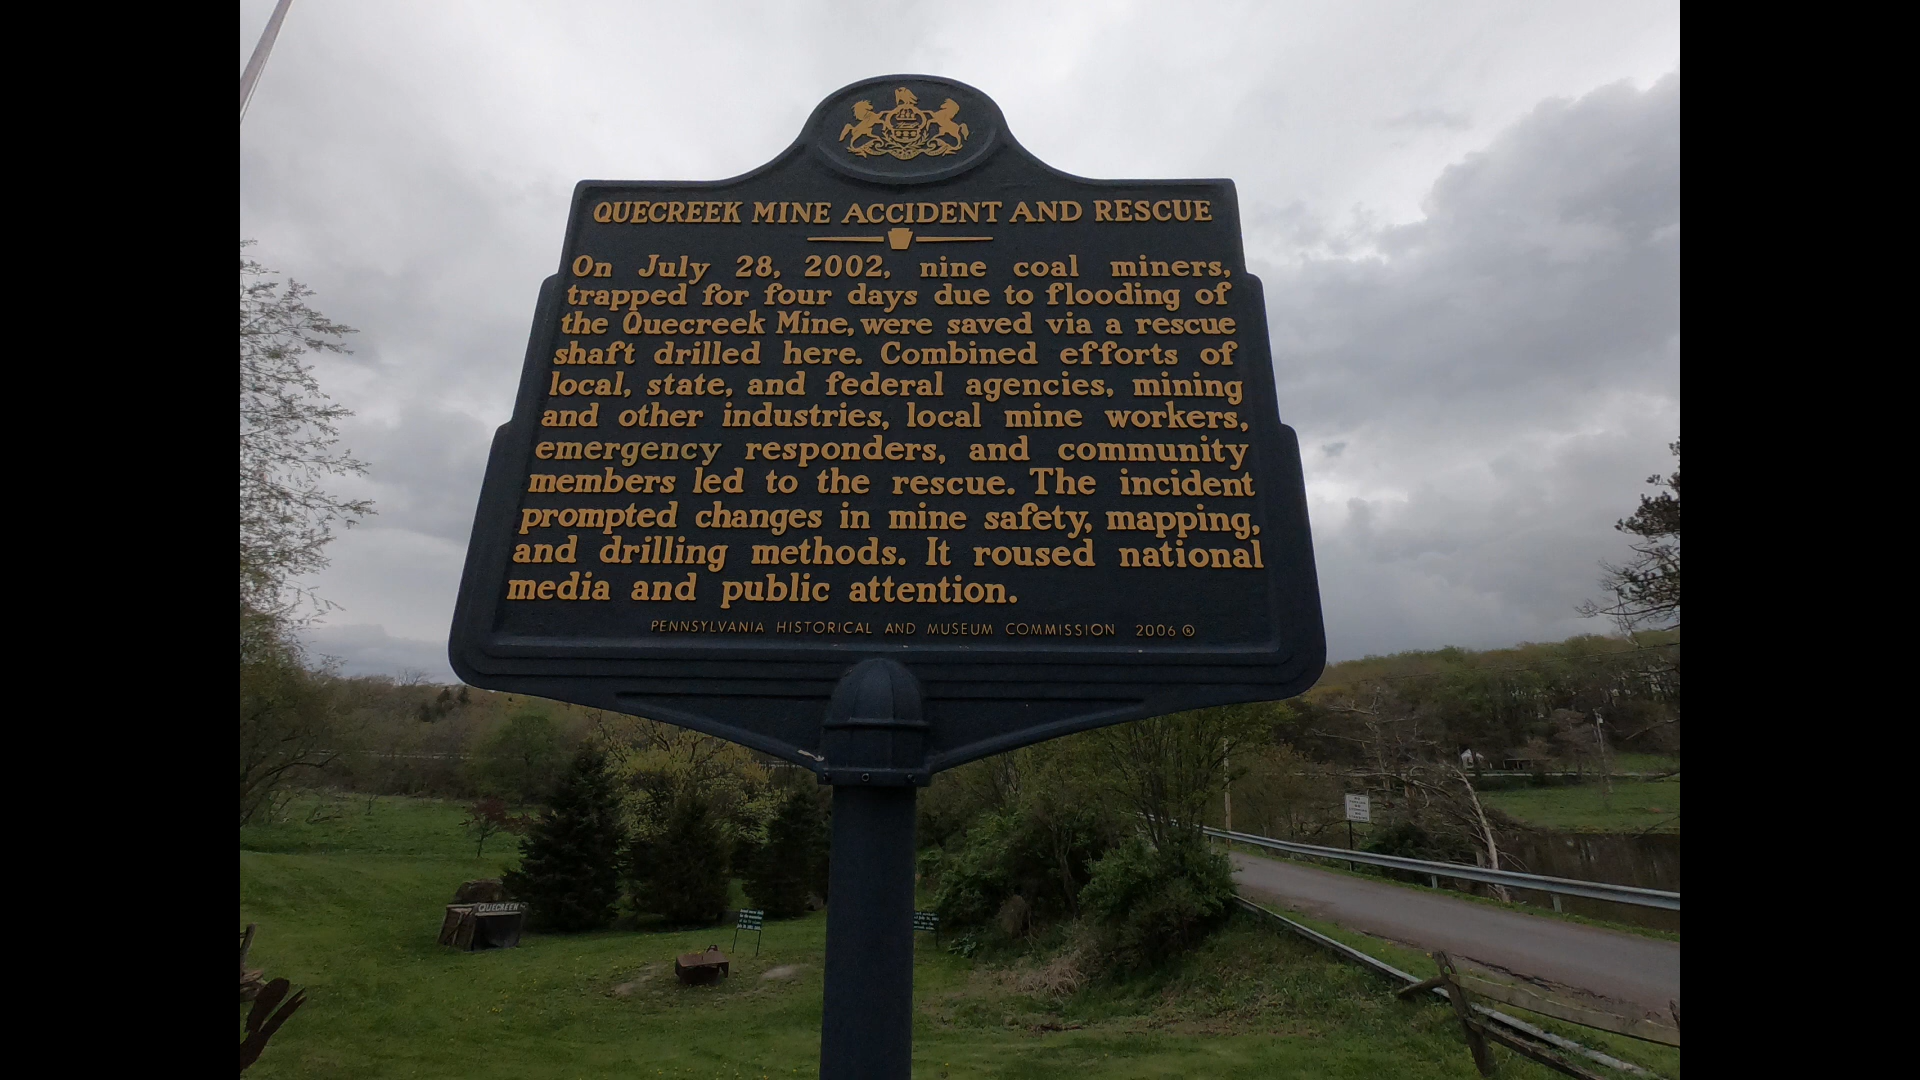 QUECREEK MINE ACCIDENT AND RESCUE
On July 28, 2002, nine coal miners,
trapped for four days due to flooding of
the Quecreek Mine, were saved via a rescue
shaft drilled here. Combined efforts of
local, state, and federal agencies, mining
and other industries, local mine workers,
emergency responders, and community
members led to the rescue. The incident
prompted changes in mine safety, mapping,
and drilling methods. It roused national
media and public attention.
PENNSYLVANIA HISTORICAL AND MUSEUM COMMISSION 2006 ®
QUECREEK